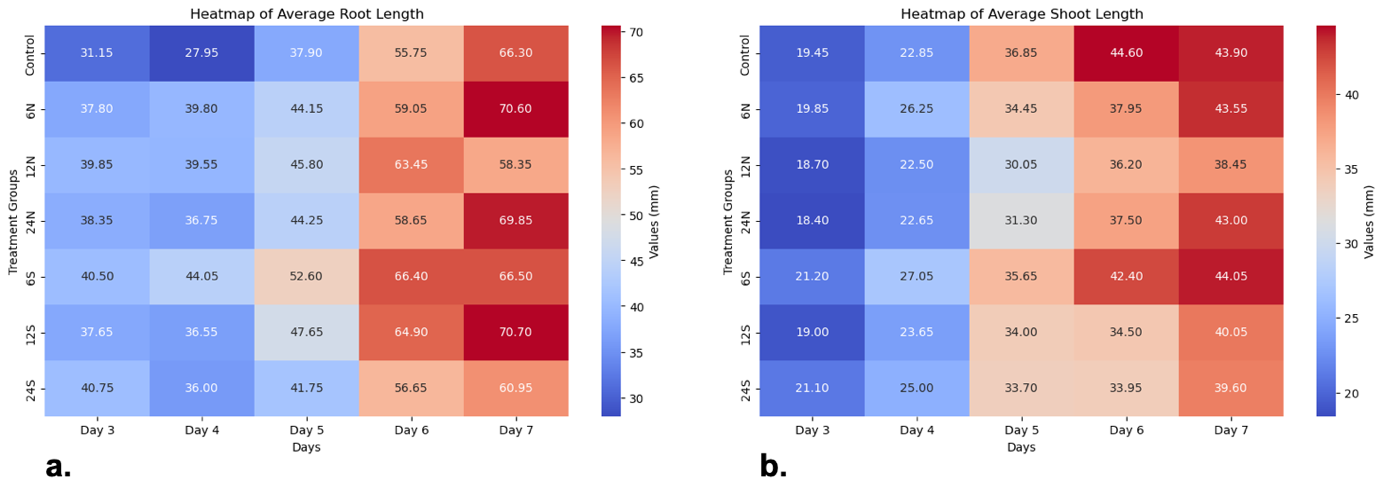 Heatmap of Average Root Length
Treatment Groups
Control 31.15 27.95 37.90 55.75 66.30
6N 37.80 39.80 44.15 59.05 70.60
12N 39.85 39.55 45.80 63.45 58.35
24N 38.35 36.75 44.25 58.65 69.85
6S 40.50 44.05 52.60 66.40 66.50
12S 37.65 36.55 47.65 64.90 70.70
24S 40.75 36.00 41.75 56.65 60.95
Day 3 Day 4 Day 5 Day 6 Day 7
Days
70
65
60
55
50
45
40
35
30
Values (mm)
a.
Heatmap of Average Shoot Length
Treatment Groups
Control 19.45 22.85 36.85 44.60 43.90
6N 19.85 26.25 34.45 37.95 43.55
12N 18.70 22.50 30.05 36.20 38.45
24N 18.40 22.65 31.30 37.50 43.00
6S 21.20 27.05 35.65 42.40 44.05
12S 19.00 23.65 34.00 34.50 40.05
24S 21.10 25.00 33.70 33.95 39.60
Day 3 Day 4 Day 5 Day 6 Day 7
Days
40
35
30
25
20
Values (mm)
b.